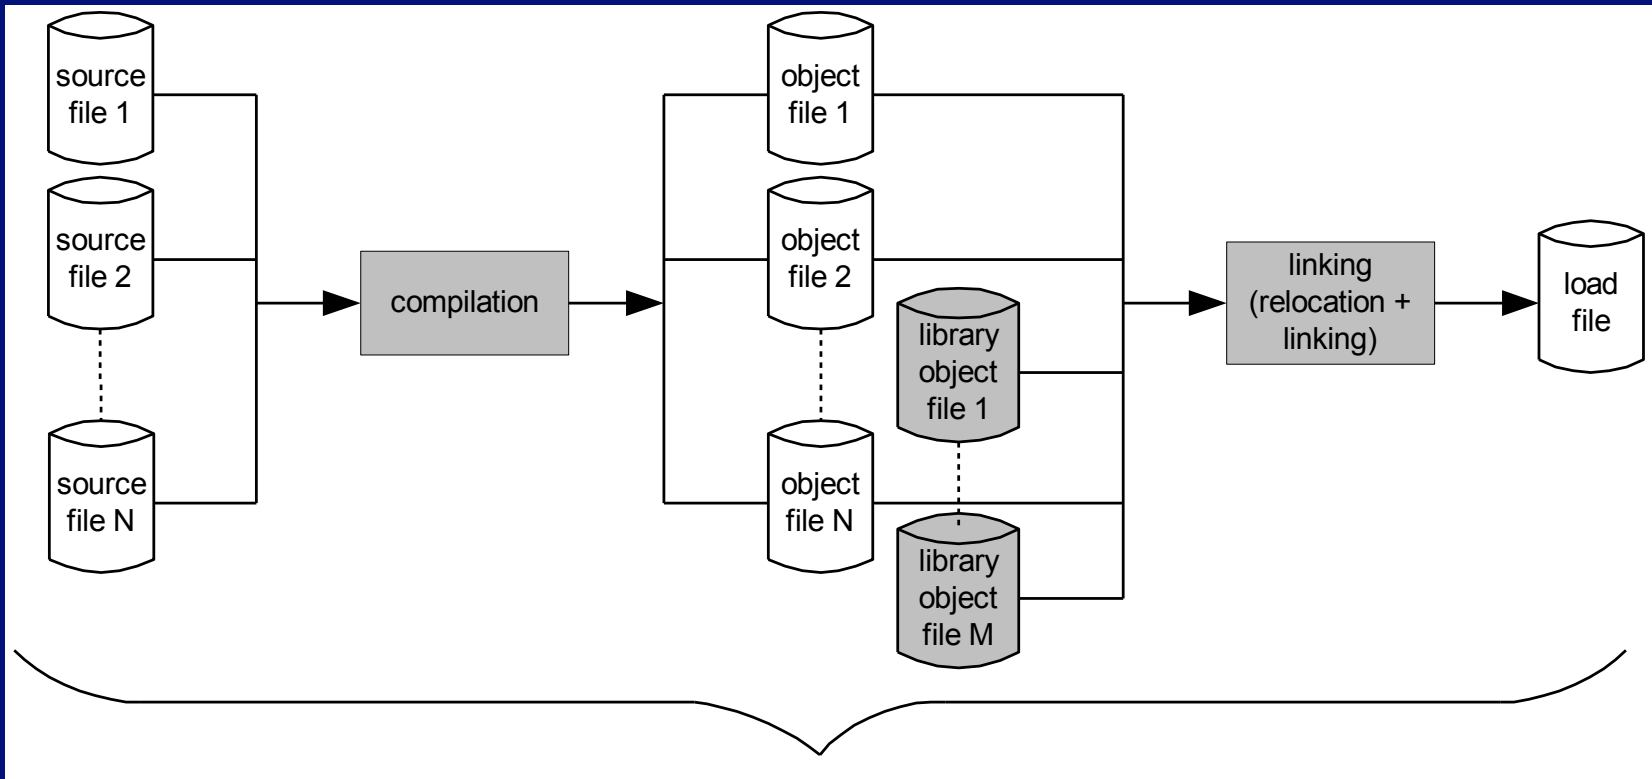 source
file 1
source
file 2
source
file N
compilation
object
file 1
object
file 2
object
file N
library
object
file 1
library
object
file M
linking
(relocation +
linking)
load
file